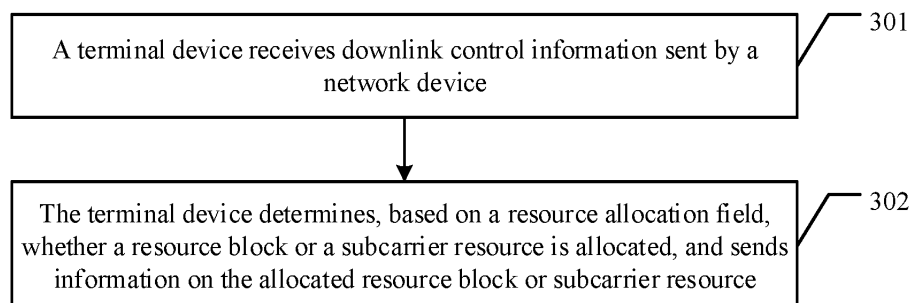 301
A terminal device receives downlink control information sent by a
network device
302
The terminal device determines, based on a resource allocation field,
whether a resource block or a subcarrier resource is allocated, and sends
information on the allocated resource block or subcarrier resource